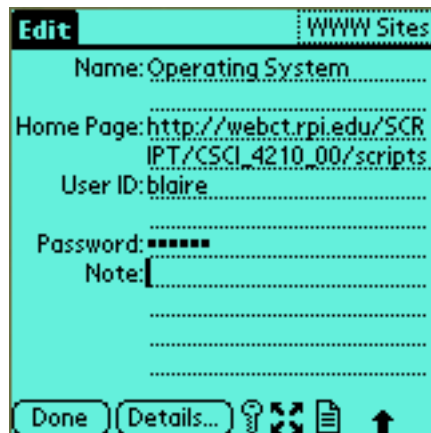 Edit WWW Sites
Name: Operating System
Home Page: http://webct.rpi.edu/SCR
IPT/CSCI_4210_00/scripts
User ID: blaire
Password: ▪▪▪▪▪▪
Note:
Done Details...